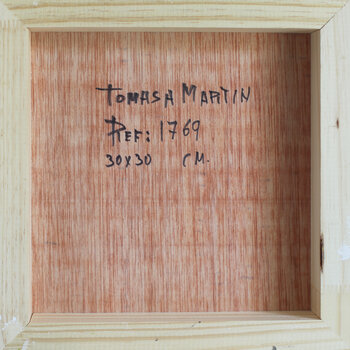 TOMASA MARTIN
REF: 1769
30X30 CM.